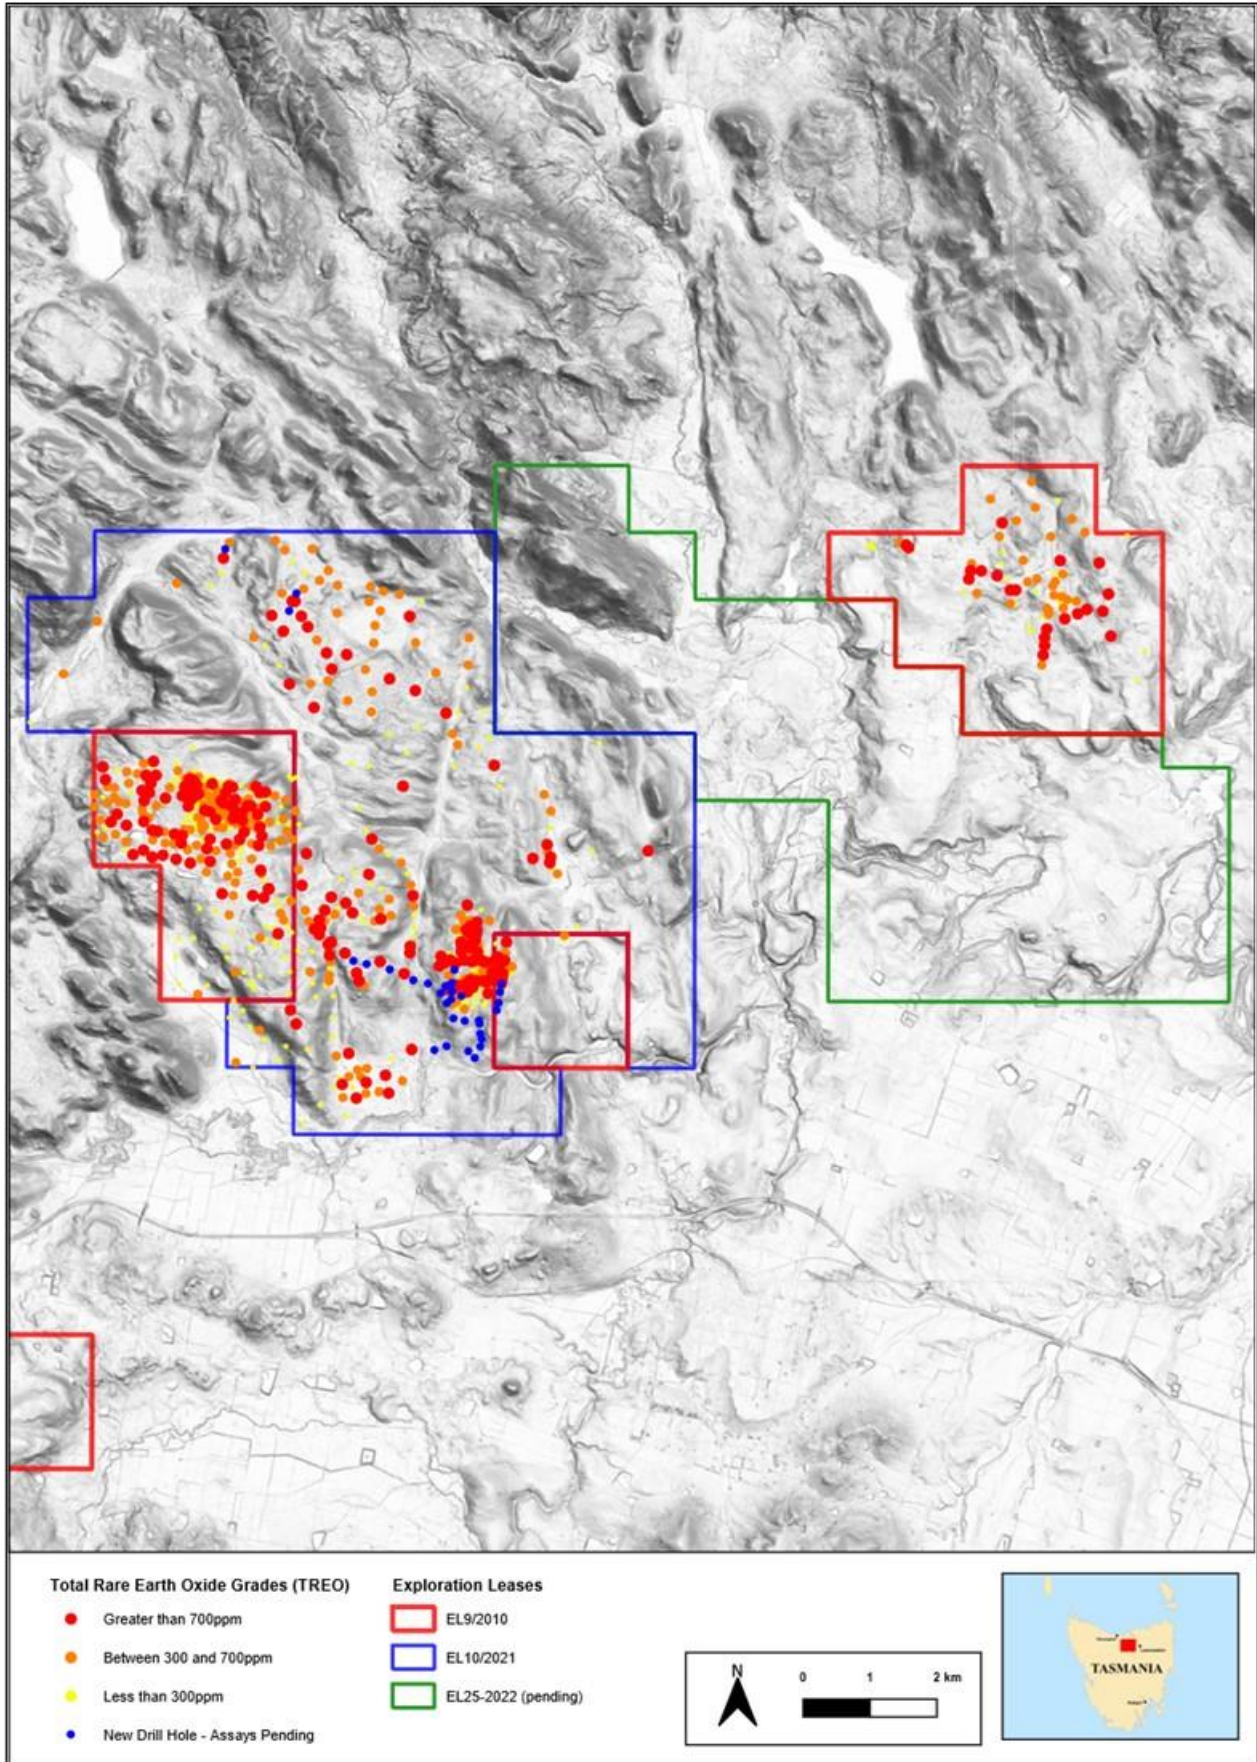 Total Rare Earth Oxide Grades (TREO)
Greater than 700ppm
Between 300 and 700ppm
Less than 300ppm
New Drill Hole - Assays Pending
Exploration Leases
EL9/2010
EL10/2021
EL25-2022 (pending)
N
0 1 2 km
TASMANIA